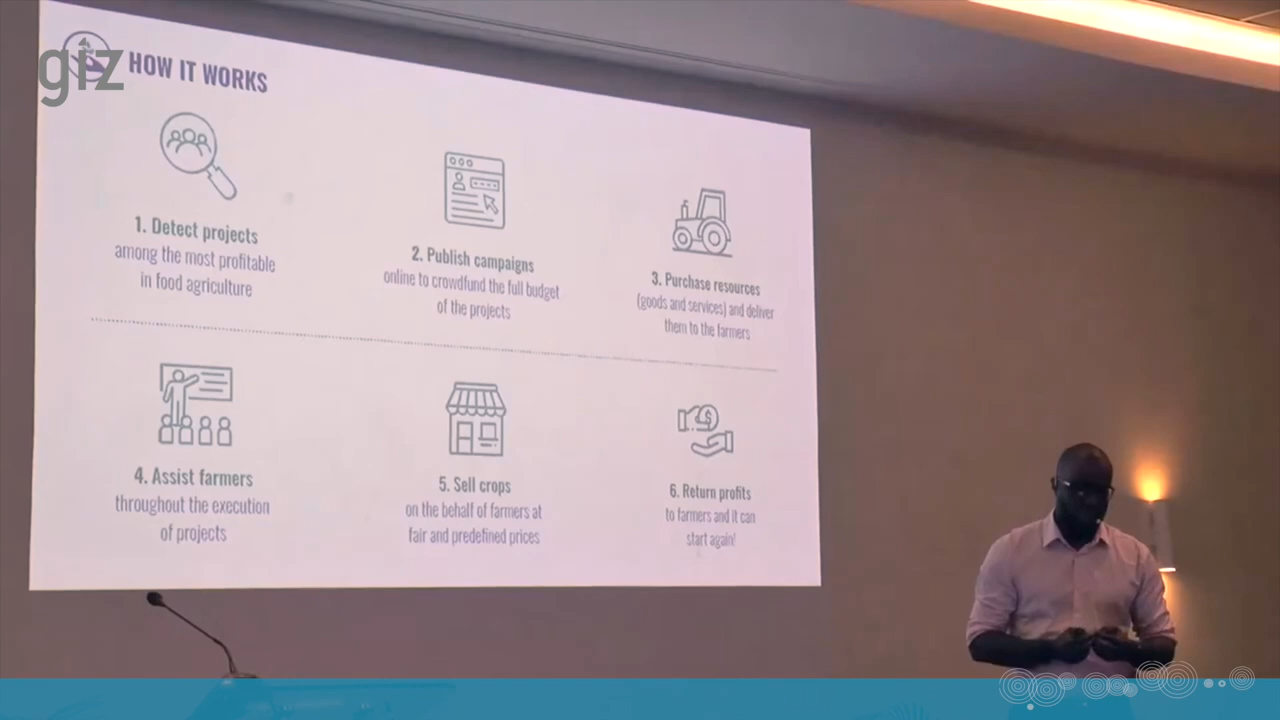 giz
HOW IT WORKS
1. Detect projects
among the most profitable
in food agriculture
2. Publish campaigns
online to crowdfund the full budget
of the projects
3. Purchase resources
(goods and services) and deliver
them to the farmers
4. Assist farmers
throughout the execution
of projects
5. Sell crops
on the behalf of farmers at
fair and predefined prices
6. Return profits
to farmers and it can
start again!